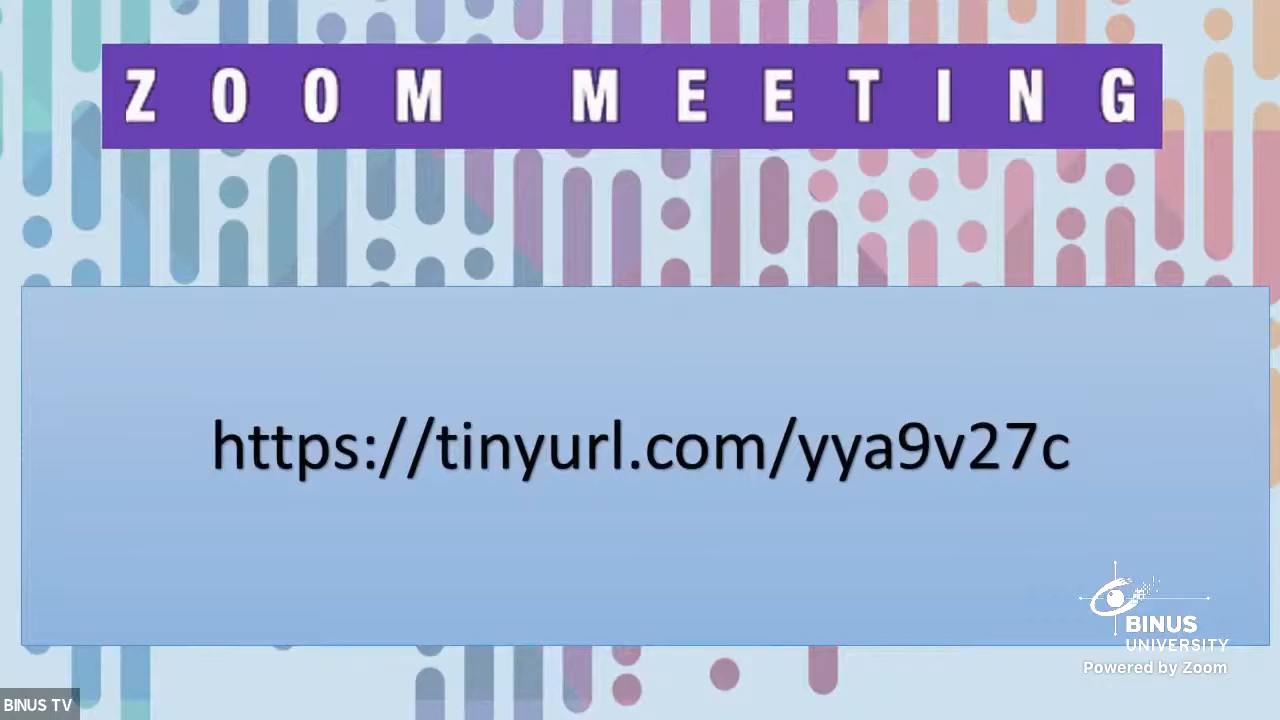 ZOOM MEETING
https://tinyurl.com/yya9v27c
BINUS
UNIVERSITY
Powered by Zoom
BINUS TV